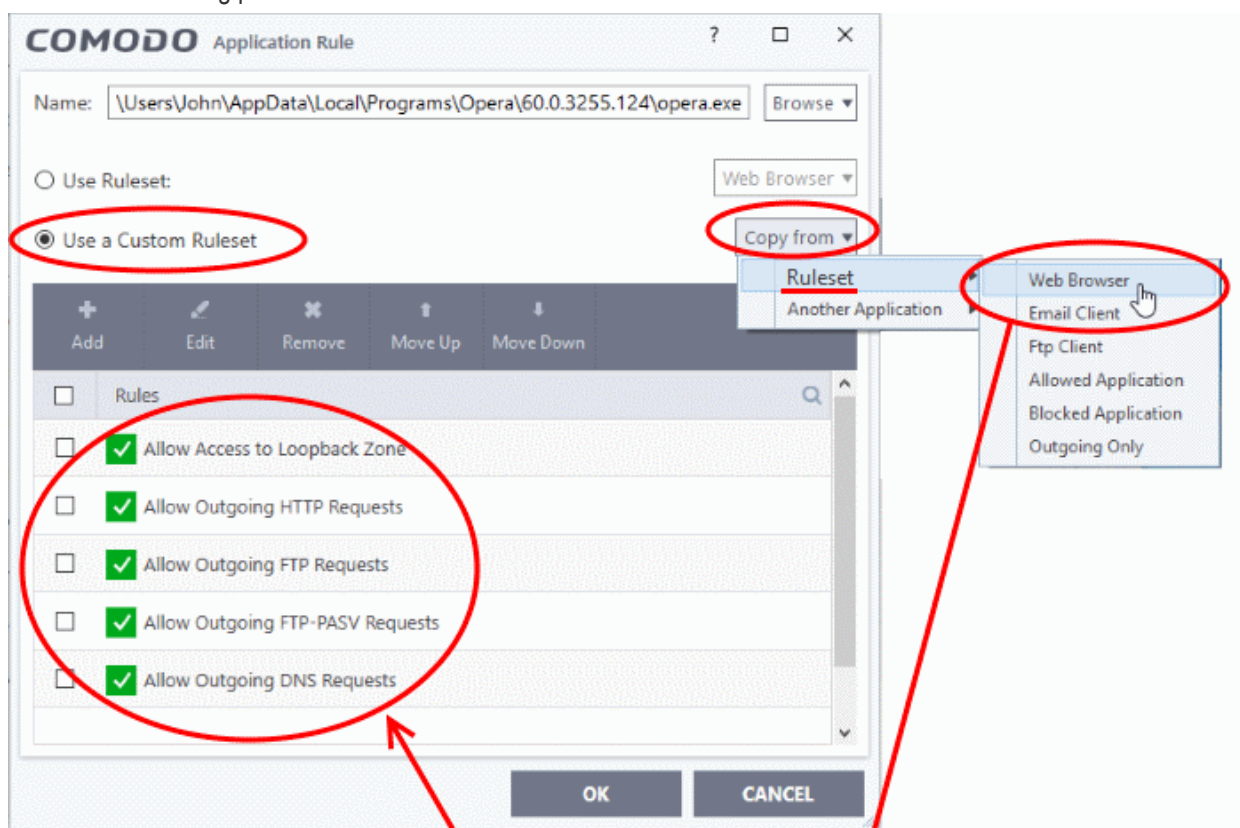 COMODO Application Rule ?
Name: \Users\John\AppData\Local\Programs\Opera\60.0.3255.124\opera.exe Browse
Use Ruleset: Web Browser
Use a Custom Ruleset Copy from
Ruleset
Another Application
Web Browser
Email Client
Ftp Client
Allowed Application
Blocked Application
Outgoing Only
Add Edit Remove Move Up Move Down
Rules
Allow Access to Loopback Zone
Allow Outgoing HTTP Requests
Allow Outgoing FTP Requests
Allow Outgoing FTP-PASV Requests
Allow Outgoing DNS Requests
OK CANCEL